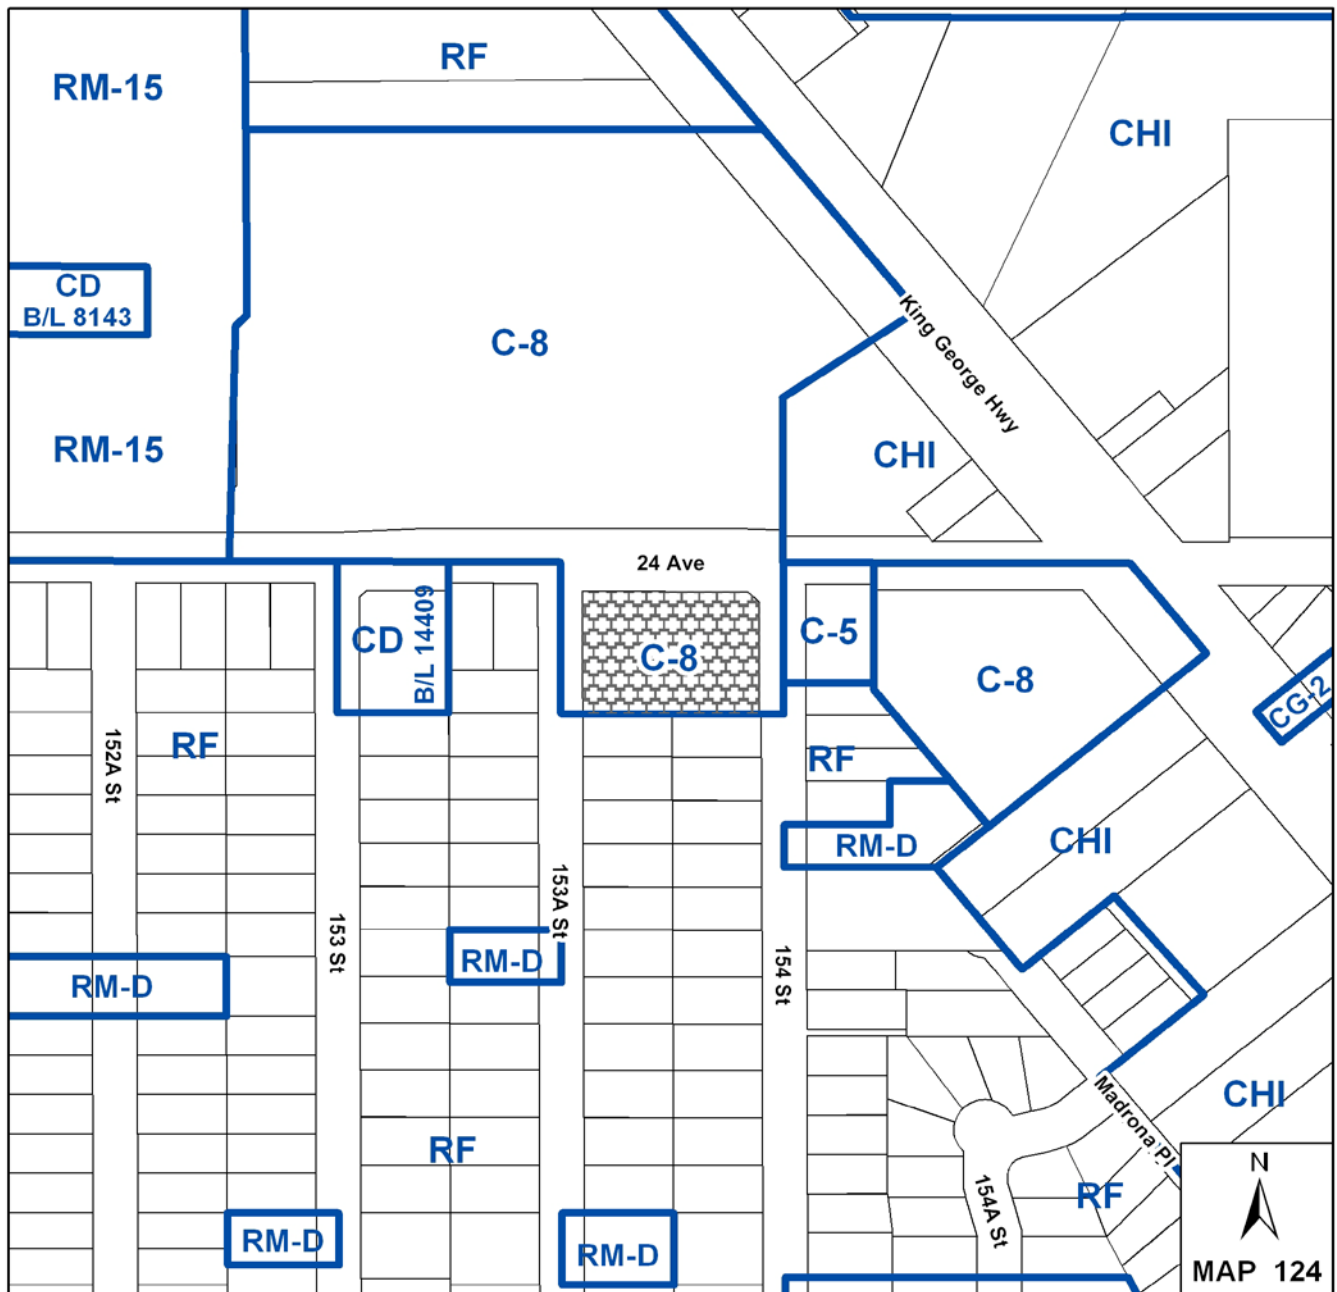 RF
RM-15
CHI
CD
B/L 8143
C-8
King George Hwy
RM-15
CHI
24 Ave
CD
B/L 14409
C-8
C-5
C-8
CG-2
152A St
RF
RF
RM-D
CHI
153A St
153 St
RM-D
154 St
RM-D
Madrona Pl
CHI
RF
154A St
RF
RM-D
RM-D
N
MAP 124